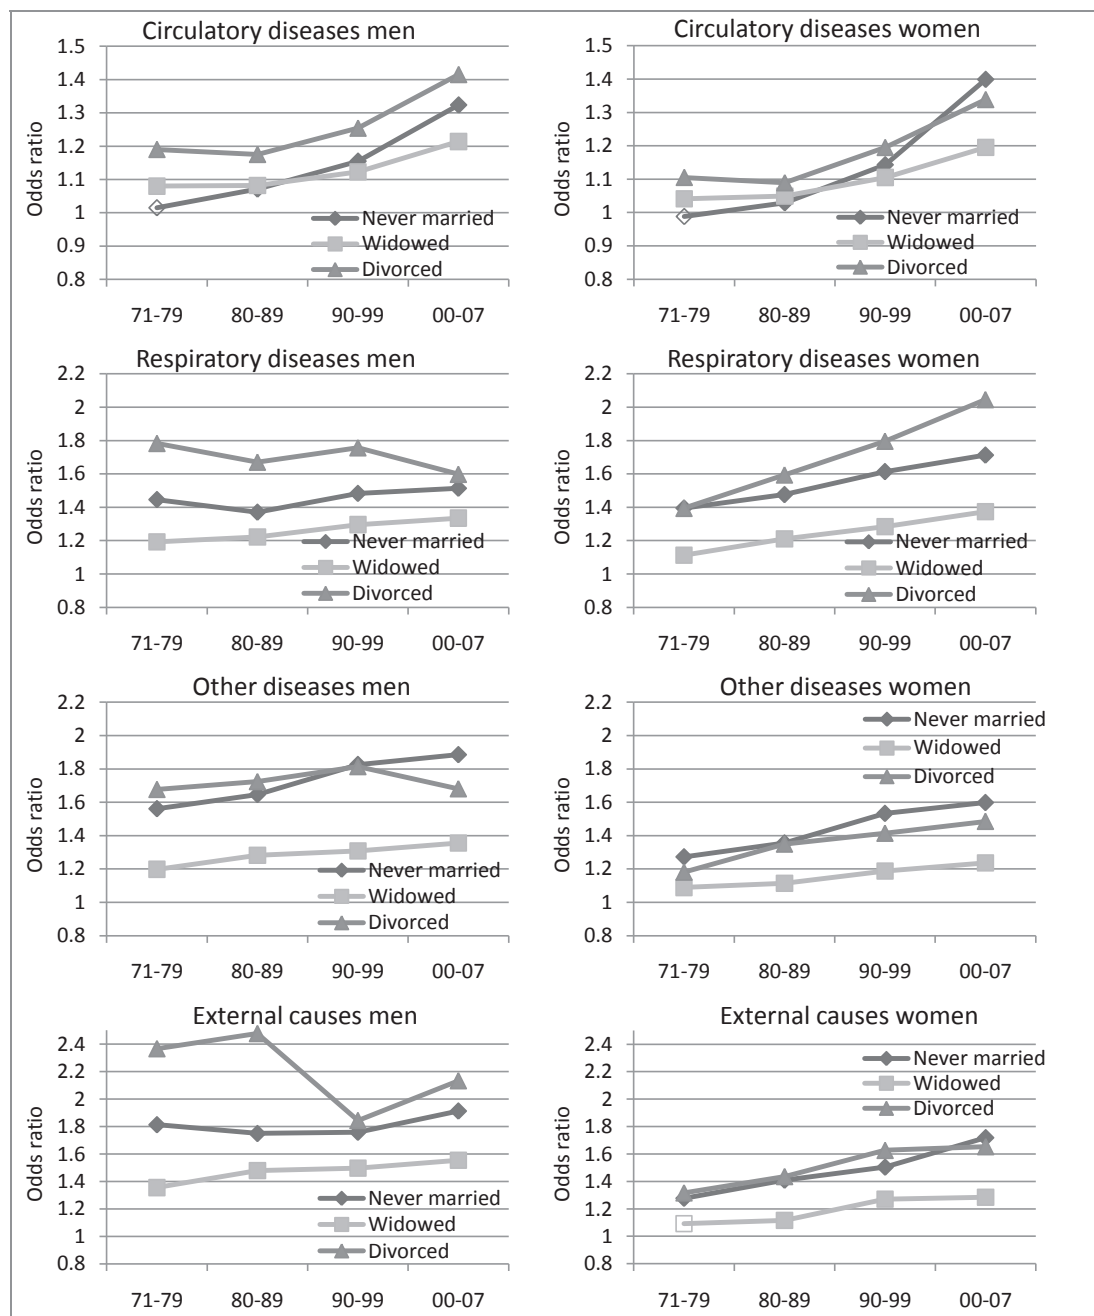 Circulatory diseases men
1.5
1.4
1.3
1.2
1.1
1
0.9
0.8
Odds ratio
Never married
Widowed
Divorced
71-79 80-89 90-99 00-07
Circulatory diseases women
1.5
1.4
1.3
1.2
1.1
1
0.9
0.8
Odds ratio
Never married
Widowed
Divorced
71-79 80-89 90-99 00-07
Respiratory diseases men
2.2
2
1.8
1.6
1.4
1.2
1
0.8
Odds ratio
Never married
Widowed
Divorced
71-79 80-89 90-99 00-07
Respiratory diseases women
2.2
2
1.8
1.6
1.4
1.2
1
0.8
Odds ratio
Never married
Widowed
Divorced
71-79 80-89 90-99 00-07
Other diseases men
2.2
2
1.8
1.6
1.4
1.2
1
0.8
Odds ratio
Never married
Widowed
Divorced
71-79 80-89 90-99 00-07
Other diseases women
2.2
2
1.8
1.6
1.4
1.2
1
0.8
Odds ratio
Never married
Widowed
Divorced
71-79 80-89 90-99 00-07
External causes men
2.4
2.2
2
1.8
1.6
1.4
1.2
1
0.8
Odds ratio
Never married
Widowed
Divorced
71-79 80-89 90-99 00-07
External causes women
2.4
2.2
2
1.8
1.6
1.4
1.2
1
0.8
Odds ratio
Never married
Widowed
Divorced
71-79 80-89 90-99 00-07